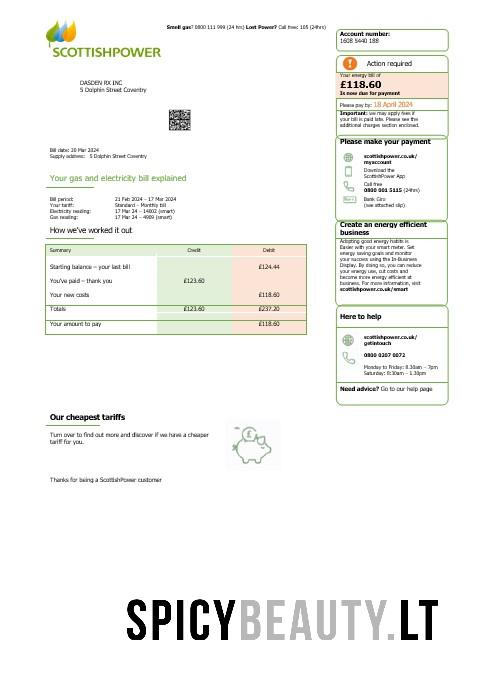 Smell gas? 0800 111 999 (24 hrs) Lost Power? Call free: 105 (24hrs)
SCOTTISHPOWER
DASDEN RX INC
5 Dolphin Street Coventry
Bill date: 20 Mar 2024
Supply address: 5 Dolphin Street Coventry
Your gas and electricity bill explained
Bill period: 21 Feb 2024 - 17 Mar 2024
Your tariff: Standard - Monthly bill
Electricity reading: 17 Mar 24 - 14002 (smart)
Gas reading: 17 Mar 24 - 4909 (smart)
How we've worked it out
Summary Credit Debit
Starting balance – your last bill £124.44
You've paid – thank you £123.60
Your new costs £118.60
Totals £123.60 £237.20
Your amount to pay £118.60
Our cheapest tariffs
Turn over to find out more and discover if we have a cheaper
tariff for you.
Thanks for being a ScottishPower customer
Account number:
1608 5440 188
Action required
Your energy bill of
£118.60
Is now due for payment
Please pay by: 18 April 2024
Important: we may apply fees if
your bill is paid late. Please see the
additional charges section enclosed.
Please make your payment
scottishpower.co.uk/
myaccount
Download the
ScottishPower App
Call free
0800 001 5115 (24hrs)
Bank Giro
(see attached slip)
Create an energy efficient
business
Adopting good energy habits is
Easier with your smart meter. Set
energy saving goals and monitor
your success using the In-Business
Display. By doing so, you can reduce
your energy use, cut costs and
become more energy efficient at
business. For more information, visit
scottishpower.co.uk/smart
Here to help
scottishpower.co.uk/
getintouch
0800 0207 0072
Monday to Friday: 8.30am – 7pm
Saturday: 8:30am – 1.30pm
Need advice? Go to our help page
SPICYBEAUTY.LT